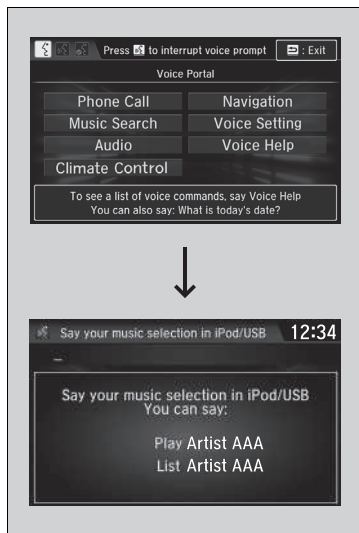 Press to interrupt voice prompt : Exit
Voice Portal
Phone Call Navigation
Music Search Voice Setting
Audio Voice Help
Climate Control
To see a list of voice commands, say Voice Help
You can also say: What is today's date?
Say your music selection in iPod/USB 12:34
Say your music selection in iPod/USB
You can say:
Play Artist AAA
List Artist AAA